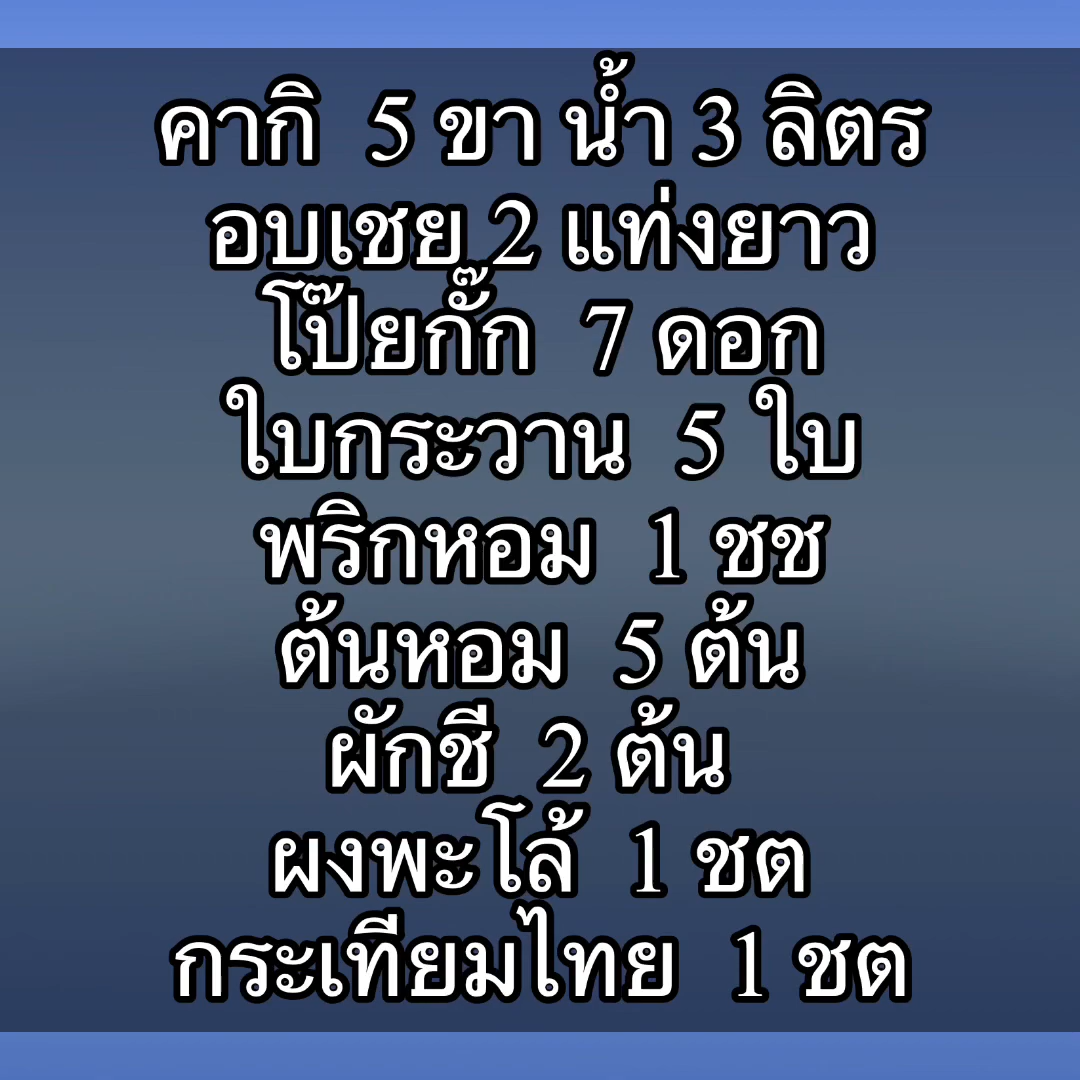 คากิ 5 ขา น้ำ 3 ลิตร
อบเชย 2 แท่งยาว
โป๊ยกั๊ก 7 ดอก
ใบกระวาน 5 ใบ
พริกหอม 1 ชช
ต้นหอม 5 ต้น
ผักชี 2 ต้น
ผงพะโล้ 1 ชต
กระเทียมไทย 1 ชต